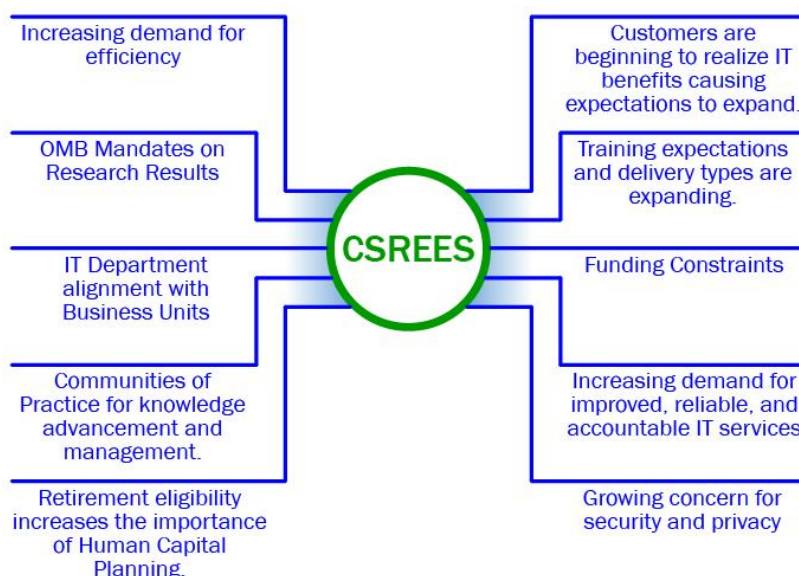 Increasing demand for
efficiency
OMB Mandates on
Research Results
IT Department
alignment with
Business Units
Communities of
Practice for knowledge
advancement and
management.
Retirement eligibility
increases the importance
of Human Capital
Planning.
CSREES
Customers are
beginning to realize IT
benefits causing
expectations to expand.
Training expectations
and delivery types are
expanding.
Funding Constraints
Increasing demand for
improved, reliable, and
accountable IT services
Growing concern for
security and privacy